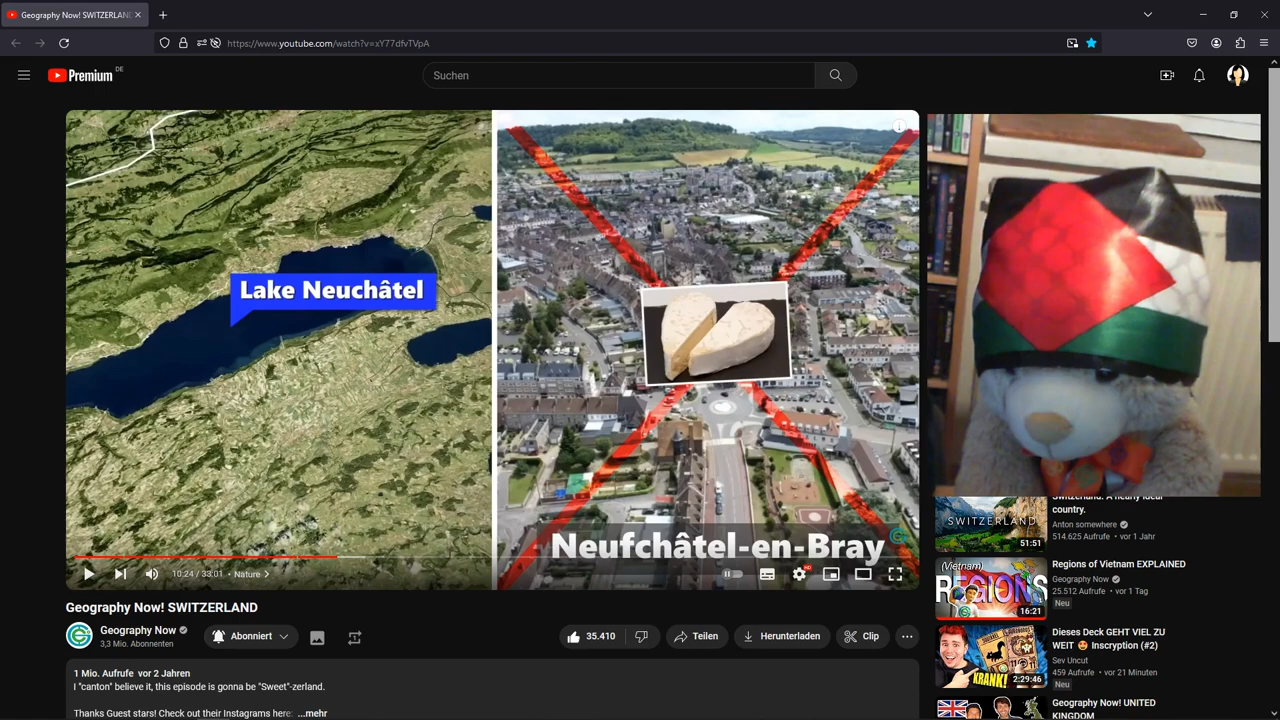 Geography Now! SWITZERLAND
https://www.youtube.com/watch?v=xY77dfvTVpA
Premium DE
Suchen
Lake Neuchâtel
Neufchâtel-en-Bray
10:24 / 33:01 • Nature
HD
Geography Now! SWITZERLAND
Geography Now
3,3 Mio. Abonnenten
Abonniert
35.410
Teilen
Herunterladen
Clip
1 Mio. Aufrufe vor 2 Jahren
I "canton" believe it, this episode is gonna be "Sweet"-zerland.
Thanks Guest stars! Check out their Instagrams here: ...mehr
SWITZERLAND
51:51
Switzerland. A nearly ideal
country.
Anton somewhere
514.625 Aufrufe • vor 1 Jahr
(Vietnam)
REGIONS
16:21
Regions of Vietnam EXPLAINED
Geography Now
25.512 Aufrufe • vor 1 Tag
Neu
KRANK!
2:29:46
Dieses Deck GEHT VIEL ZU
WEIT 🤩 Inscryption (#2)
Sev Uncut
459 Aufrufe • vor 21 Minuten
Neu
Geography Now! UNITED
KINGDOM